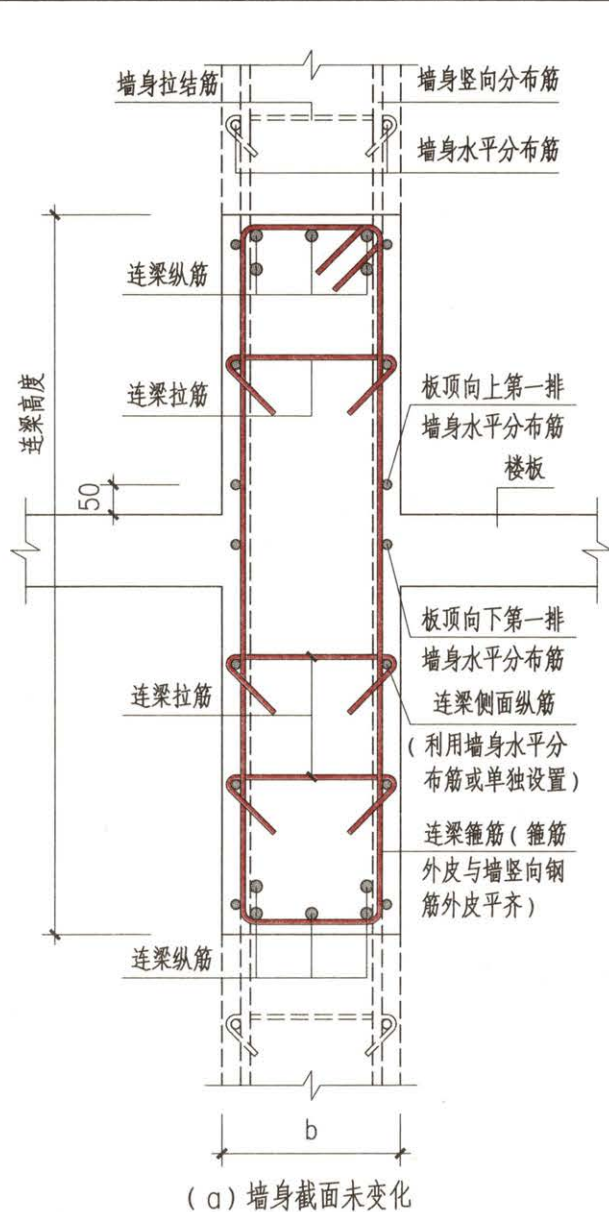 墙身拉结筋
墙身竖向分布筋
墙身水平分布筋
连梁纵筋
连梁拉筋
连梁高度
板顶向上第一排
墙身水平分布筋
50
楼板
板顶向下第一排
墙身水平分布筋
连梁拉筋
连梁侧面纵筋
(利用墙身水平分
布筋或单独设置)
连梁箍筋(箍筋
外皮与墙竖向钢
筋外皮平齐)
连梁纵筋
b
(a)墙身截面未变化